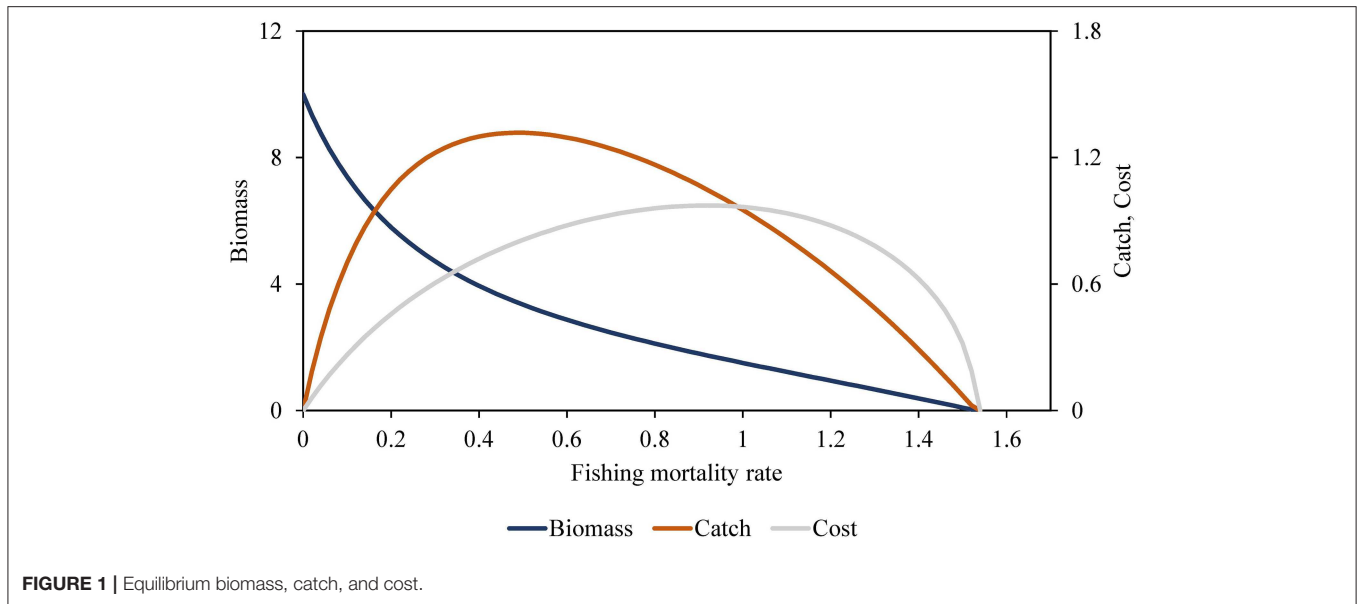 12
8
4
0
Biomass
1.8
1.2
0.6
0
Catch, Cost
0 0.2 0.4 0.6 0.8 1 1.2 1.4 1.6
Fishing mortality rate
Biomass Catch Cost
FIGURE 1 | Equilibrium biomass, catch, and cost.